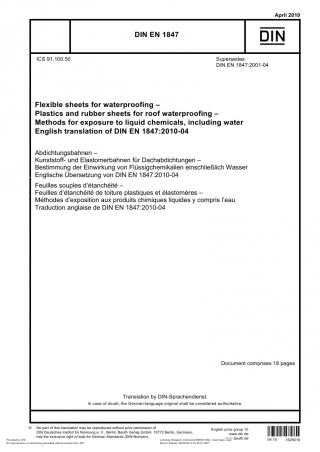 April 2010
DIN EN 1847
DIN
ICS 91.100.50
Supersedes
DIN EN 1847:2001-04
Flexible sheets for waterproofing –
Plastics and rubber sheets for roof waterproofing –
Methods for exposure to liquid chemicals, including water
English translation of DIN EN 1847:2010-04
Abdichtungsbahnen –
Kunststoff- und Elastomerbahnen für Dachabdichtungen –
Bestimmung der Einwirkung von Flüssigchemikalien einschließlich Wasser
Englische Übersetzung von DIN EN 1847:2010-04
Feuilles souples d'étanchéité –
Feuilles d'étanchéité de toiture plastiques et élastomères –
Méthodes d'exposition aux produits chimiques liquides y compris l'eau
Traduction anglaise de DIN EN 1847:2010-04
Document comprises 18 pages
Translation by DIN-Sprachendienst.
In case of doubt, the German-language original shall be considered authoritative.
© No part of this translation may be reproduced without prior permission of
DIN Deutsches Institut für Normung e. V., Berlin. Beuth Verlag GmbH, 10772 Berlin, Germany,
has the exclusive right of sale for German Standards (DIN-Normen).
English price group 10
www.din.de
www.beuth.de
04.10